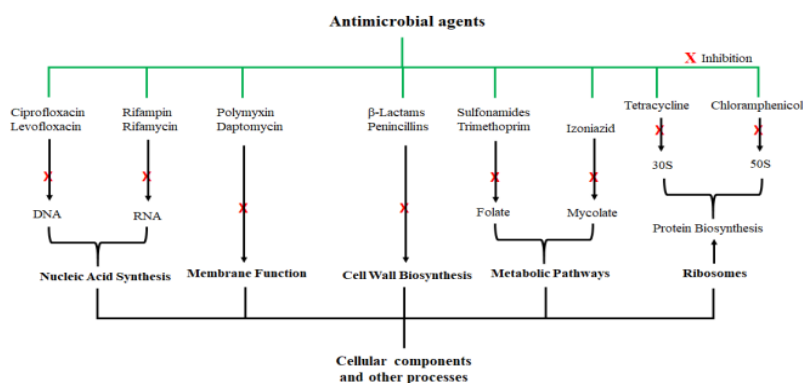 Antimicrobial agents
X Inhibition
Ciprofloxacin
Levofloxacin
Rifampin
Rifamycin
Polymyxin
Daptomycin
β-Lactams
Penincillins
Sulfonamides
Trimethoprim
Izoniazid
Tetracycline
Chloramphenicol
X
X
X
X
X
X
X
X
30S
50S
DNA
RNA
Folate
Mycolate
Protein Biosynthesis
Nucleic Acid Synthesis
Membrane Function
Cell Wall Biosynthesis
Metabolic Pathways
Ribosomes
Cellular components
and other processes